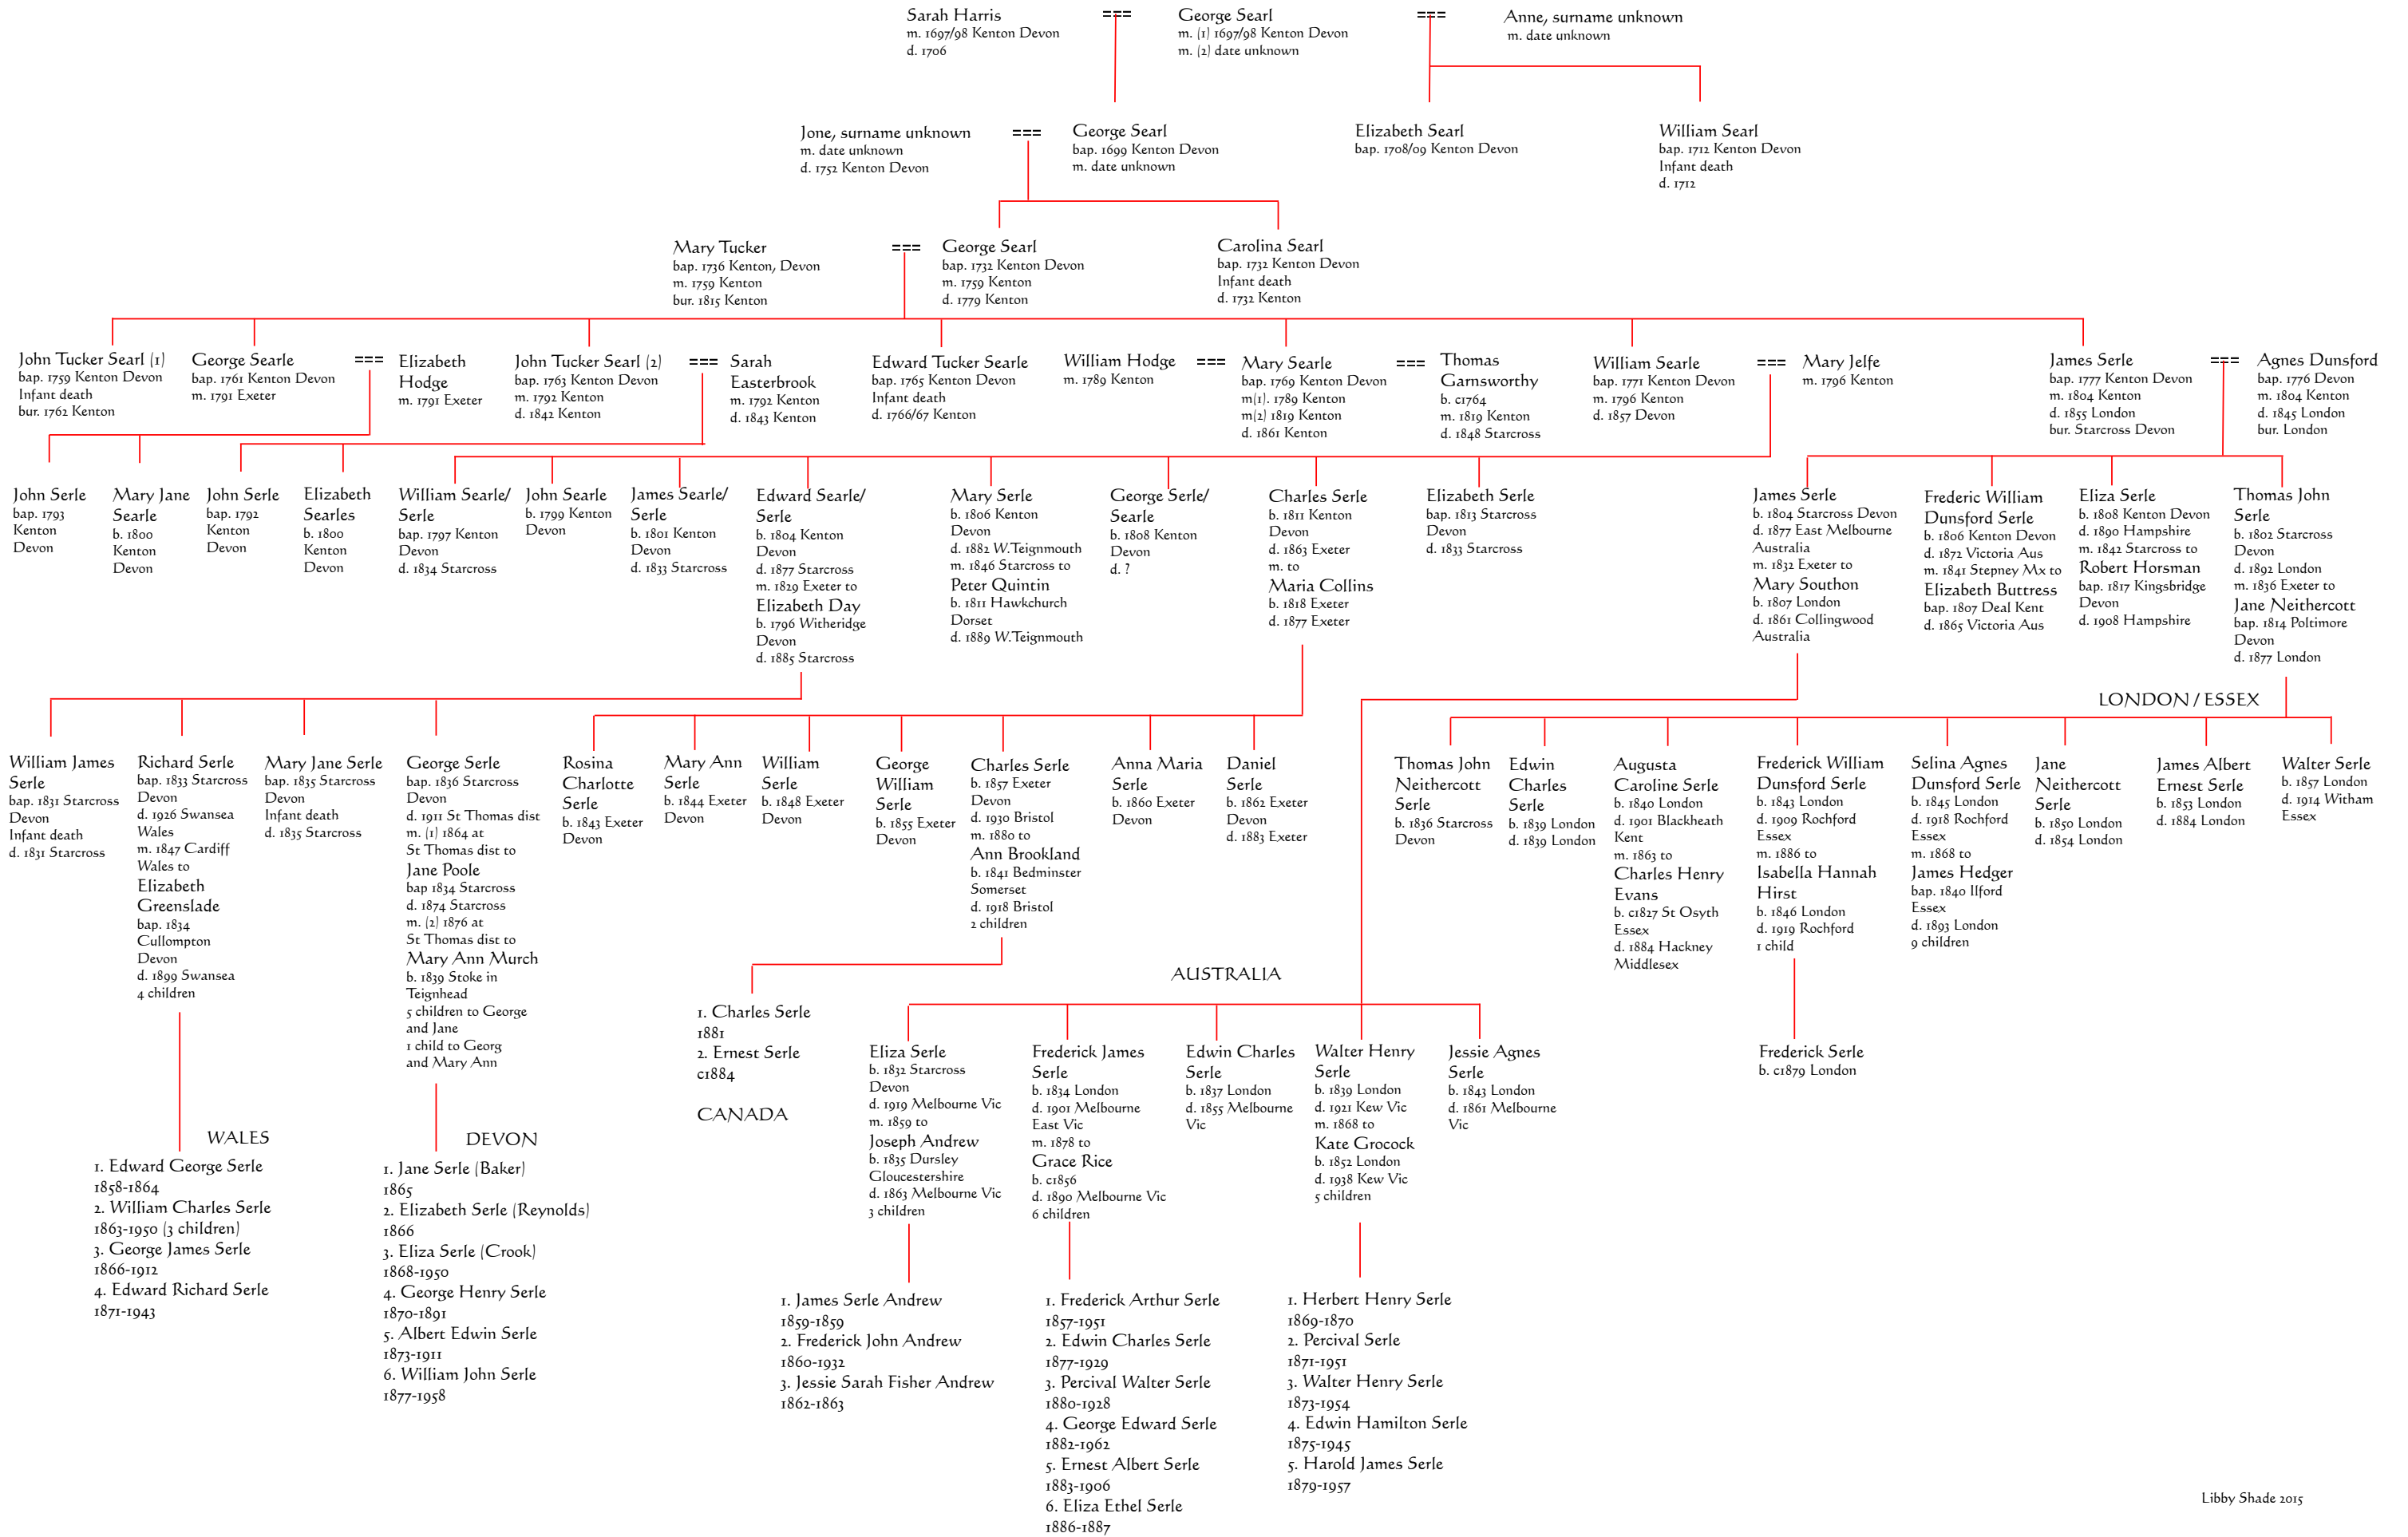 Sarah Harris
m. 1697/98 Kenton Devon
d. 1706
===
George Searl
m. (1) 1697/98 Kenton Devon
m. (2) date unknown
===
Anne, surname unknown
m. date unknown
Jone, surname unknown
m. date unknown
d. 1752 Kenton Devon
===
George Searl
bap. 1699 Kenton Devon
m. date unknown
Elizabeth Searl
bap. 1708/09 Kenton Devon
William Searl
bap. 1712 Kenton Devon
Infant death
d. 1712
Mary Tucker
bap. 1736 Kenton, Devon
m. 1759 Kenton
bur. 1815 Kenton
===
George Searl
bap. 1732 Kenton Devon
m. 1759 Kenton
d. 1779 Kenton
Carolina Searl
bap. 1732 Kenton Devon
Infant death
d. 1732 Kenton
John Tucker Searl (1)
bap. 1759 Kenton Devon
Infant death
bur. 1762 Kenton
George Searle
bap. 1761 Kenton Devon
m. 1791 Exeter
===
Elizabeth
Hodge
m. 1791 Exeter
John Tucker Searl (2)
bap. 1763 Kenton Devon
m. 1792 Kenton
d. 1842 Kenton
===
Sarah
Easterbrook
m. 1792 Kenton
d. 1843 Kenton
Edward Tucker Searle
bap. 1765 Kenton Devon
Infant death
d. 1766/67 Kenton
William Hodge
m. 1789 Kenton
===
Mary Searle
bap. 1769 Kenton Devon
m(1). 1789 Kenton
m(2) 1819 Kenton
d. 1861 Kenton
===
Thomas
Garnsworthy
b. c1764
m. 1819 Kenton
d. 1848 Starcross
William Searle
bap. 1771 Kenton Devon
m. 1796 Kenton
d. 1857 Devon
===
Mary Jelfe
m. 1796 Kenton
James Serle
bap. 1777 Kenton Devon
m. 1804 Kenton
d. 1855 London
bur. Starcross Devon
===
Agnes Dunsford
bap. 1776 Devon
m. 1804 Kenton
d. 1845 London
bur. London
John Serle
bap. 1793
Kenton
Devon
Mary Jane
Searle
b. 1800
Kenton
Devon
John Serle
bap. 1792
Kenton
Devon
Elizabeth
Searles
b. 1800
Kenton
Devon
William Searle/
Serle
bap. 1797 Kenton
Devon
d. 1834 Starcross
John Searle
b. 1799 Kenton
Devon
James Searle/
Serle
b. 1801 Kenton
Devon
d. 1833 Starcross
Edward Searle/
Serle
b. 1804 Kenton
Devon
d. 1877 Starcross
m. 1829 Exeter to
Elizabeth Day
b. 1796 Witheridge
Devon
d. 1885 Starcross
Mary Serle
b. 1806 Kenton
Devon
d. 1882 W.Teignmouth
m. 1846 Starcross to
Peter Quintin
b. 1811 Hawkchurch
Dorset
d. 1889 W.Teignmouth
George Serle/
Searle
b. 1808 Kenton
Devon
d. ?
Charles Serle
b. 1811 Kenton
Devon
d. 1863 Exeter
m. to
Maria Collins
b. 1818 Exeter
d. 1877 Exeter
Elizabeth Serle
bap. 1813 Starcross
Devon
d. 1833 Starcross
James Serle
b. 1804 Starcross Devon
d. 1877 East Melbourne
Australia
m. 1832 Exeter to
Mary Southon
b. 1807 London
d. 1861 Collingwood
Australia
Frederic William
Dunsford Serle
b. 1806 Kenton Devon
d. 1872 Victoria Aus
m. 1841 Stepney Mx to
Elizabeth Buttress
bap. 1807 Deal Kent
d. 1865 Victoria Aus
Eliza Serle
b. 1808 Kenton Devon
d. 1890 Hampshire
m. 1842 Starcross to
Robert Horsman
bap. 1817 Kingsbridge
Devon
d. 1908 Hampshire
Thomas John
Serle
b. 1802 Starcross
Devon
d. 1892 London
m. 1836 Exeter to
Jane Neithercott
bap. 1814 Poltimore
Devon
d. 1877 London
LONDON / ESSEX
William James
Serle
bap. 1831 Starcross
Devon
Infant death
d. 1831 Starcross
Richard Serle
bap. 1833 Starcross
Devon
d. 1926 Swansea
Wales
m. 1847 Cardiff
Wales to
Elizabeth
Greenslade
bap. 1834
Cullompton
Devon
d. 1899 Swansea
4 children
Mary Jane Serle
bap. 1835 Starcross
Devon
Infant death
d. 1835 Starcross
George Serle
bap. 1836 Starcross
Devon
d. 1911 St Thomas dist
m. (1) 1864 at
St Thomas dist to
Jane Poole
bap 1834 Starcross
d. 1874 Starcross
m. (2) 1876 at
St Thomas dist to
Mary Ann Murch
b. 1839 Stoke in
Teignhead
5 children to George
and Jane
1 child to Georg
and Mary Ann
Rosina
Charlotte
Serle
b. 1843 Exeter
Devon
Mary Ann
Serle
b. 1844 Exeter
Devon
William
Serle
b. 1848 Exeter
Devon
George
William
Serle
b. 1855 Exeter
Devon
Charles Serle
b. 1857 Exeter
Devon
d. 1930 Bristol
m. 1880 to
Ann Brookland
b. 1841 Bedminster
Somerset
d. 1918 Bristol
2 children
Anna Maria
Serle
b. 1860 Exeter
Devon
Daniel
Serle
b. 1862 Exeter
Devon
d. 1883 Exeter
Thomas John
Neithercott
Serle
b. 1836 Starcross
Devon
Edwin
Charles
Serle
b. 1839 London
d. 1839 London
Augusta
Caroline Serle
b. 1840 London
d. 1901 Blackheath
Kent
m. 1863 to
Charles Henry
Evans
b. c1827 St Osyth
Essex
d. 1884 Hackney
Middlesex
Frederick William
Dunsford Serle
b. 1843 London
d. 1909 Rochford
Essex
m. 1886 to
Isabella Hannah
Hirst
b. 1846 London
d. 1919 Rochford
1 child
Selina Agnes
Dunsford Serle
b. 1845 London
d. 1918 Rochford
Essex
m. 1868 to
James Hedger
bap. 1840 Ilford
Essex
d. 1893 London
9 children
Jane
Neithercott
Serle
b. 1850 London
d. 1854 London
James Albert
Ernest Serle
b. 1853 London
d. 1884 London
Walter Serle
b. 1857 London
d. 1914 Witham
Essex
AUSTRALIA
1. Charles Serle
1881
2. Ernest Serle
c1884
CANADA
Eliza Serle
b. 1832 Starcross
Devon
d. 1919 Melbourne Vic
m. 1859 to
Joseph Andrew
b. 1835 Dursley
Gloucestershire
d. 1863 Melbourne Vic
3 children
Frederick James
Serle
b. 1834 London
d. 1901 Melbourne
East Vic
m. 1878 to
Grace Rice
b. c1856
d. 1890 Melbourne Vic
6 children
Edwin Charles
Serle
b. 1837 London
d. 1855 Melbourne
Vic
Walter Henry
Serle
b. 1839 London
d. 1921 Kew Vic
m. 1868 to
Kate Grocock
b. 1852 London
d. 1938 Kew Vic
5 children
Jessie Agnes
Serle
b. 1843 London
d. 1861 Melbourne
Vic
Frederick Serle
b. c1879 London
WALES
1. Edward George Serle
1858-1864
2. William Charles Serle
1863-1950 (3 children)
3. George James Serle
1866-1912
4. Edward Richard Serle
1871-1943
DEVON
1. Jane Serle (Baker)
1865
2. Elizabeth Serle (Reynolds)
1866
3. Eliza Serle (Crook)
1868-1950
4. George Henry Serle
1870-1891
5. Albert Edwin Serle
1873-1911
6. William John Serle
1877-1958
1. James Serle Andrew
1859-1859
2. Frederick John Andrew
1860-1932
3. Jessie Sarah Fisher Andrew
1862-1863
1. Frederick Arthur Serle
1857-1951
2. Edwin Charles Serle
1877-1929
3. Percival Walter Serle
1880-1928
4. George Edward Serle
1882-1962
5. Ernest Albert Serle
1883-1906
6. Eliza Ethel Serle
1886-1887
1. Herbert Henry Serle
1869-1870
2. Percival Serle
1871-1951
3. Walter Henry Serle
1873-1954
4. Edwin Hamilton Serle
1875-1945
5. Harold James Serle
1879-1957
Libby Shade 2015